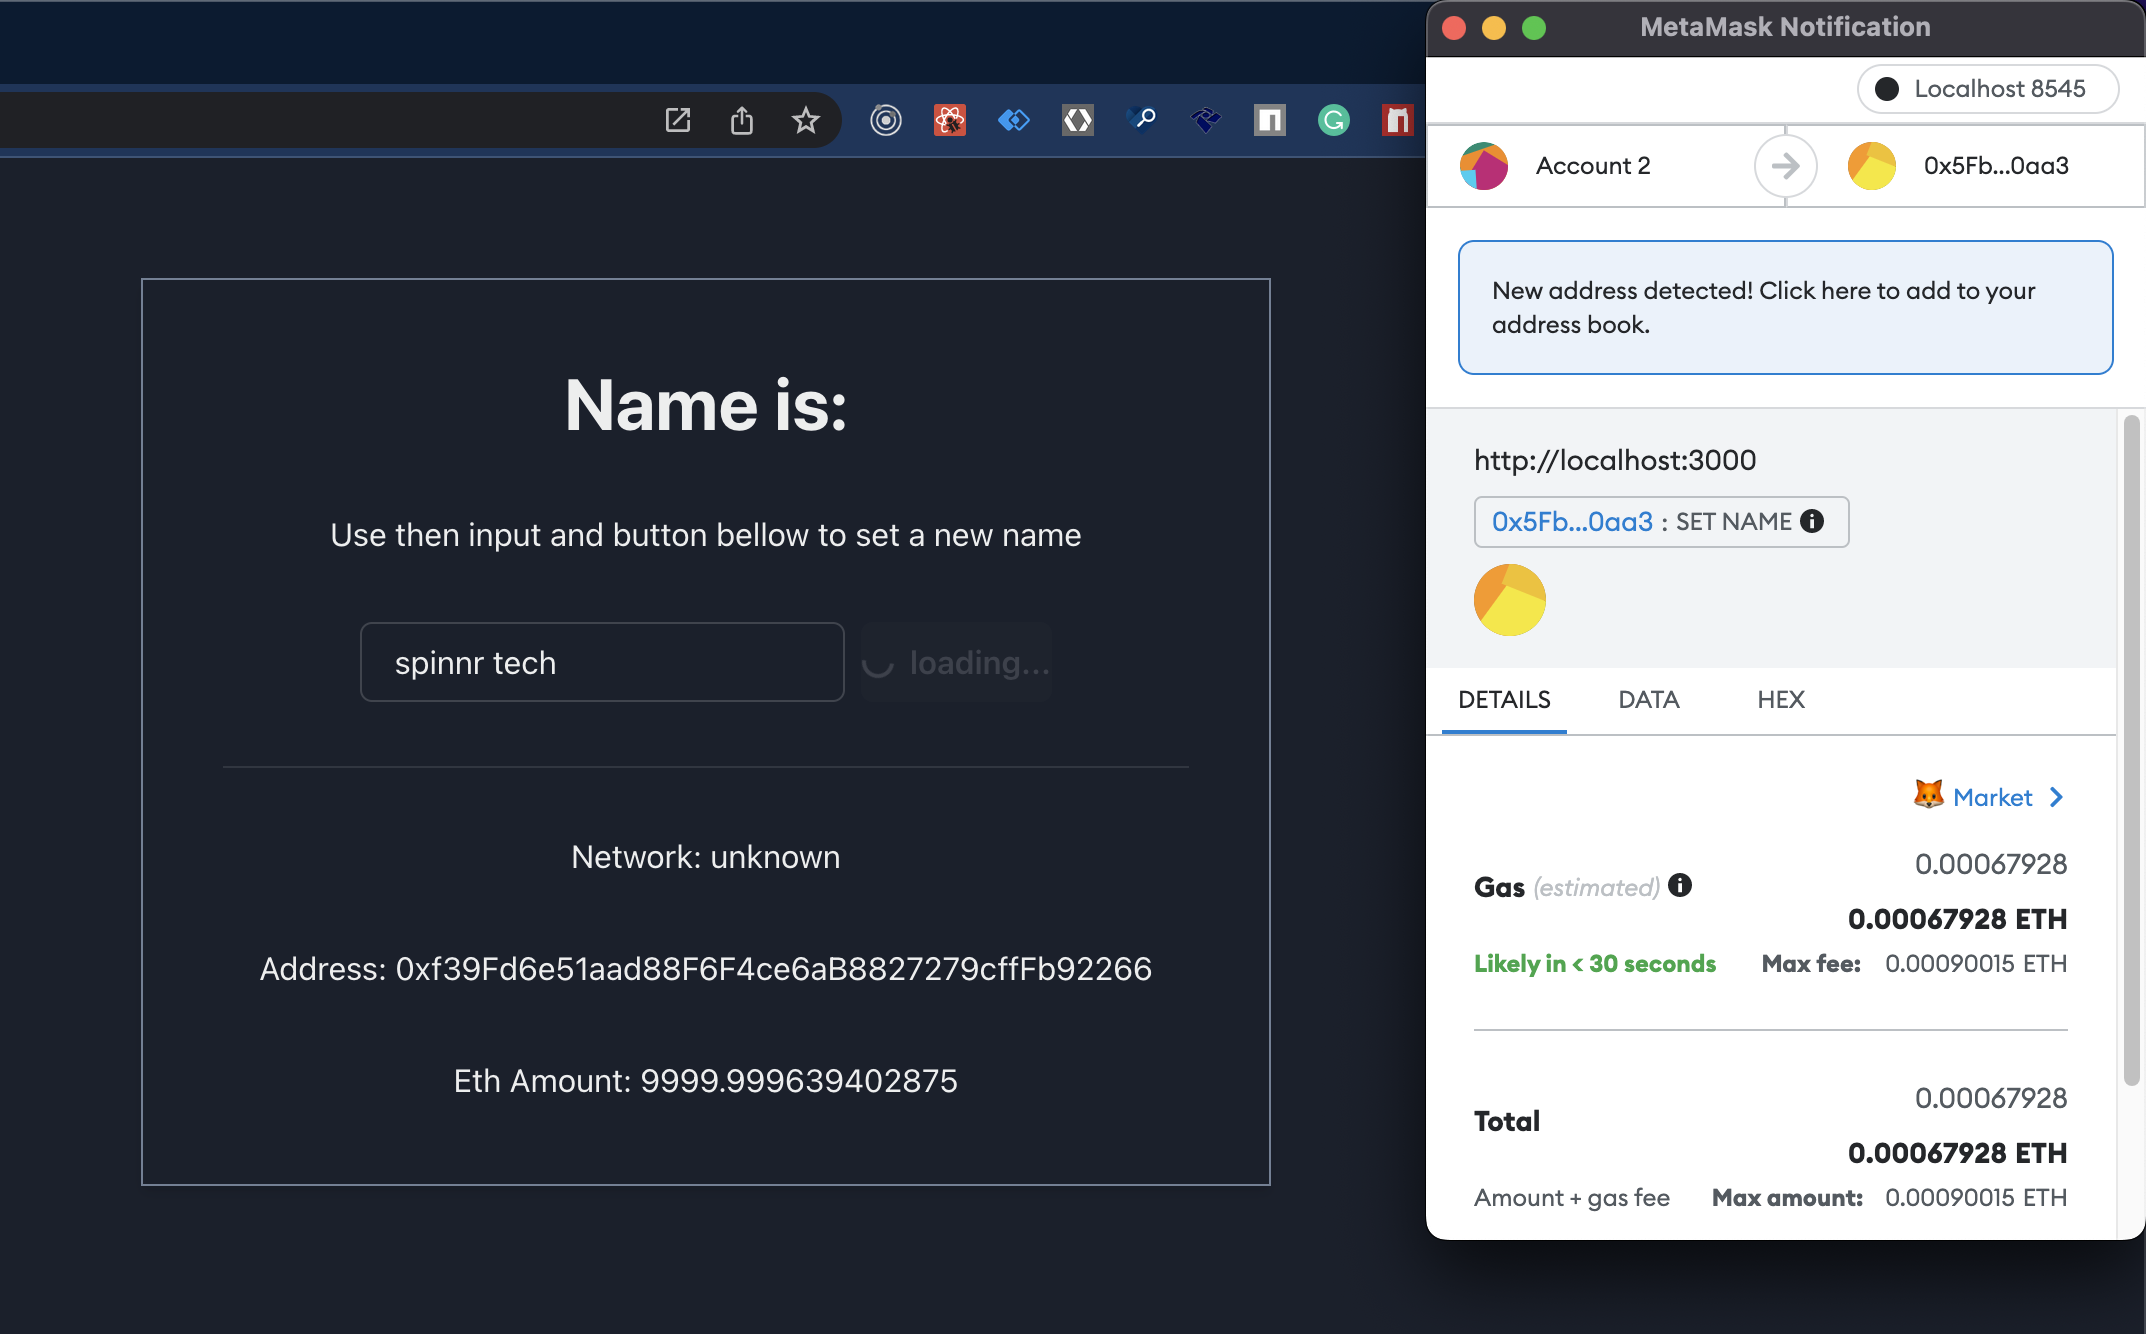 Name is:
Use then input and button bellow to set a new name
spinnr tech
loading...
Network: unknown
Address: 0xf39Fd6e51aad88F6F4ce6aB8827279cffFb92266
Eth Amount: 9999.999639402875
MetaMask Notification
Localhost 8545
Account 2
0x5Fb...0aa3
New address detected! Click here to add to your
address book.
http://localhost:3000
0x5Fb...0aa3 : SET NAME
DETAILS DATA HEX
Market
0.00067928
Gas (estimated)
0.00067928 ETH
Likely in < 30 seconds Max fee: 0.00090015 ETH
0.00067928
Total
0.00067928 ETH
Amount + gas fee Max amount: 0.00090015 ETH